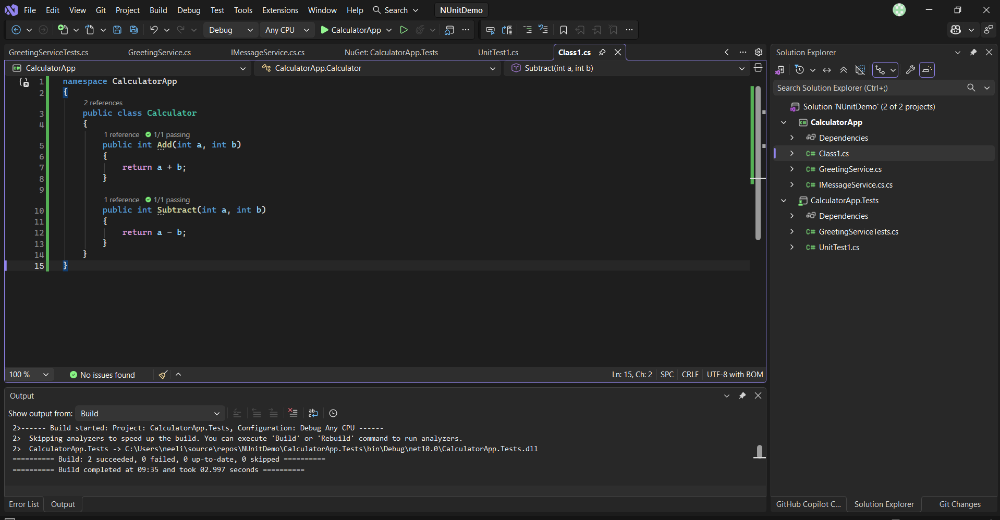 File Edit View Git Project Build Debug Test Tools Extensions Window Help Search NUnitDemo
Debug Any CPU CalculatorApp
GreetingServiceTests.cs GreetingService.cs IMessageService.cs.cs NuGet: CalculatorApp.Tests UnitTest1.cs Class1.cs
CalculatorApp CalculatorApp.Calculator Subtract(int a, int b)
1 namespace CalculatorApp
2 {
2 references
3 public class Calculator
4 {
1 reference 1/1 passing
5 public int Add(int a, int b)
6 {
7 return a + b;
8 }
9
1 reference 1/1 passing
10 public int Subtract(int a, int b)
11 {
12 return a - b;
13 }
14 }
15 }
100 % No issues found Ln: 15, Ch: 2 SPC CRLF UTF-8 with BOM
Output
Show output from: Build
2>------ Build started: Project: CalculatorApp.Tests, Configuration: Debug Any CPU ------
2> Skipping analyzers to speed up the build. You can execute 'Build' or 'Rebuild' command to run analyzers.
2> CalculatorApp.Tests -> C:\Users\neeli\source\repos\NUnitDemo\CalculatorApp.Tests\bin\Debug\net10.0\CalculatorApp.Tests.dll
========== Build: 2 succeeded, 0 failed, 0 up-to-date, 0 skipped ==========
========== Build completed at 09:35 and took 02.997 seconds ==========
Error List Output
Solution Explorer
Search Solution Explorer (Ctrl+;)
Solution 'NUnitDemo' (2 of 2 projects)
C# CalculatorApp
Dependencies
C# Class1.cs
C# GreetingService.cs
C# IMessageService.cs.cs
CalculatorApp.Tests
Dependencies
C# GreetingServiceTests.cs
C# UnitTest1.cs
GitHub Copilot C... Solution Explorer Git Changes